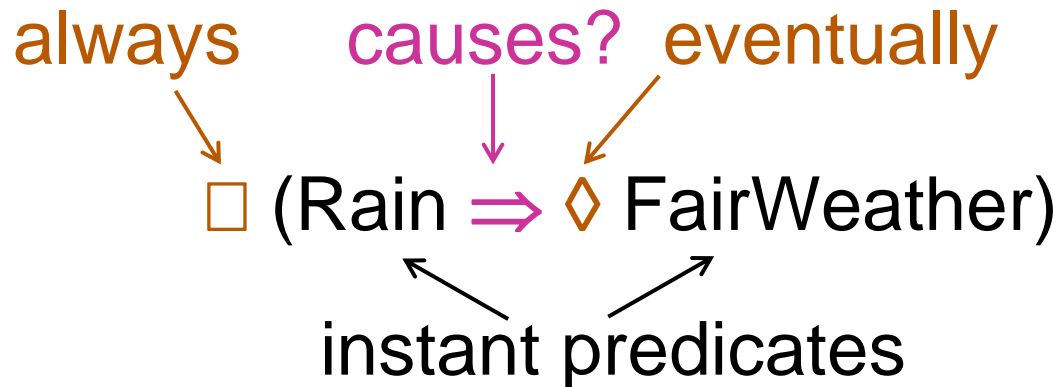 always causes? eventually
□ (Rain ⇒ ◊ FairWeather)
instant predicates